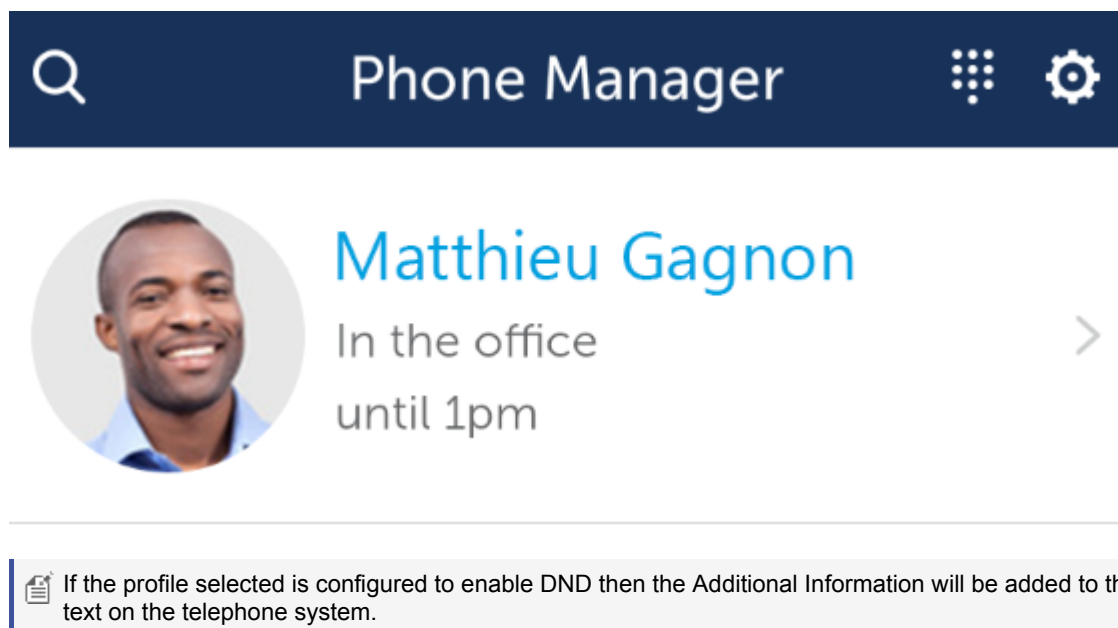 Phone Manager
Matthieu Gagnon
In the office
until 1pm
If the profile selected is configured to enable DND then the Additional Information will be added to
text on the telephone system.